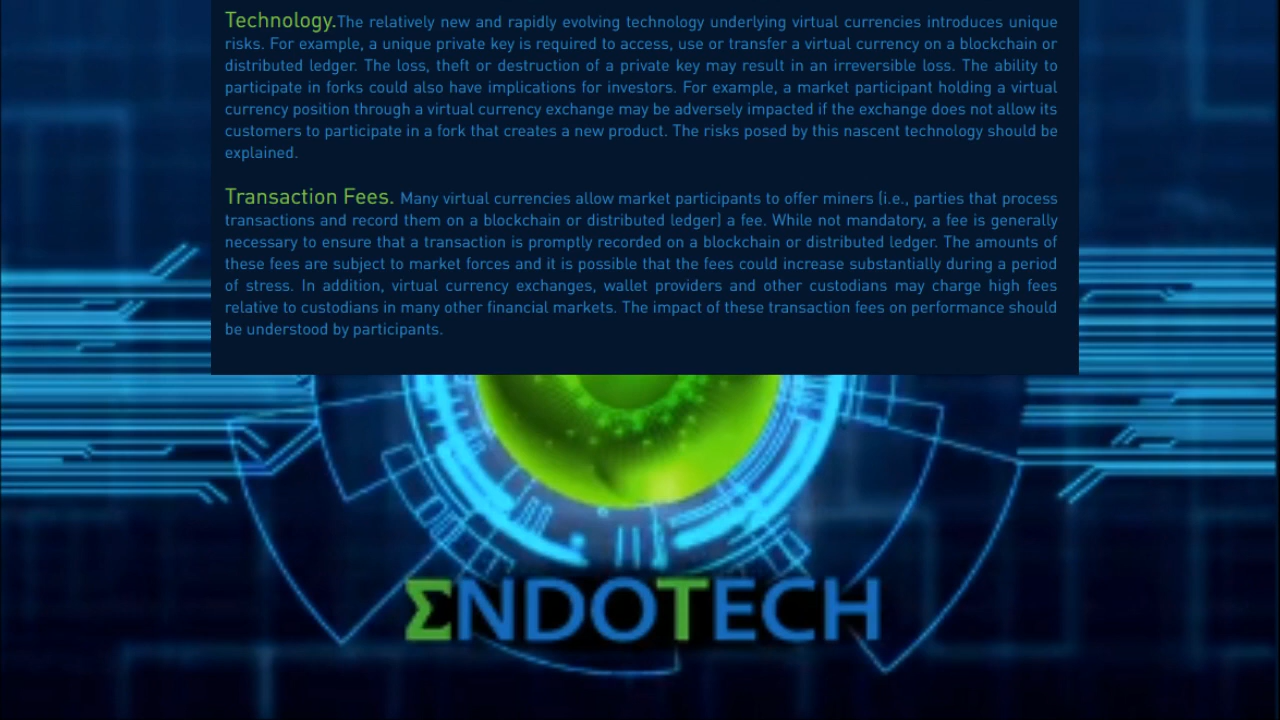 Technology.The relatively new and rapidly evolving technology underlying virtual currencies introduces unique
risks. For example, a unique private key is required to access, use or transfer a virtual currency on a blockchain or
distributed ledger. The loss, theft or destruction of a private key may result in an irreversible loss. The ability to
participate in forks could also have implications for investors. For example, a market participant holding a virtual
currency position through a virtual currency exchange may be adversely impacted if the exchange does not allow its
customers to participate in a fork that creates a new product. The risks posed by this nascent technology should be
explained.
Transaction Fees. Many virtual currencies allow market participants to offer miners (i.e., parties that process
transactions and record them on a blockchain or distributed ledger) a fee. While not mandatory, a fee is generally
necessary to ensure that a transaction is promptly recorded on a blockchain or distributed ledger. The amounts of
these fees are subject to market forces and it is possible that the fees could increase substantially during a period
of stress. In addition, virtual currency exchanges, wallet providers and other custodians may charge high fees
relative to custodians in many other financial markets. The impact of these transaction fees on performance should
be understood by participants.
ΣNDOTECH